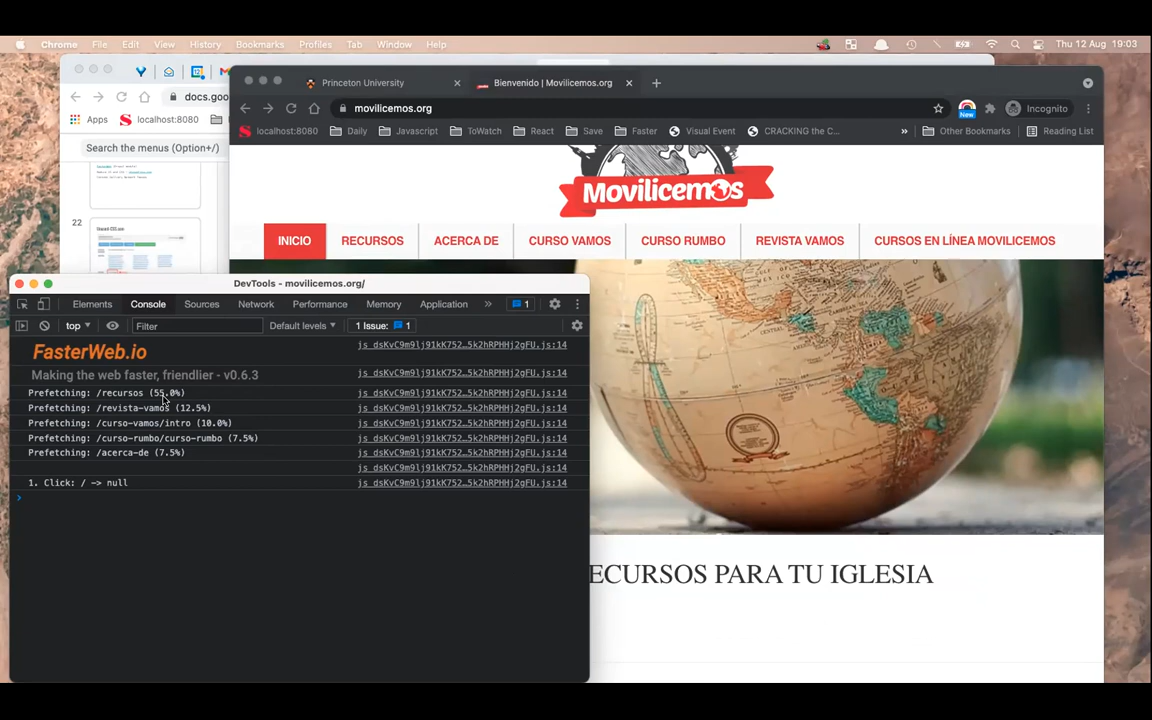 Chrome File Edit View History Bookmarks Profiles Tab Window Help Thu 12 Aug 19:03
Princeton University
Bienvenido | Movilicemos.org
docs.goo
movilicemos.org
Incognito
New
Apps localhost:8080
localhost:8080 Daily Javascript ToWatch React Save Faster Visual Event CRACKING the C... » Other Bookmarks Reading List
Search the menus (Option+/)
22
Movilicemos
INICIO RECURSOS ACERCA DE CURSO VAMOS CURSO RUMBO REVISTA VAMOS CURSOS EN LÍNEA MOVILICEMOS
DevTools - movilicemos.org/
Elements Console Sources Network Performance Memory Application » 1
top Filter Default levels 1 Issue: 1
FasterWeb.io
Making the web faster, friendlier - v0.6.3
Prefetching: /recursos (55.0%)
Prefetching: /revista-vamos (12.5%)
Prefetching: /curso-vamos/intro (10.0%)
Prefetching: /curso-rumbo/curso-rumbo (7.5%)
Prefetching: /acerca-de (7.5%)
1. Click: / -> null
ECURSOS PARA TU IGLESIA